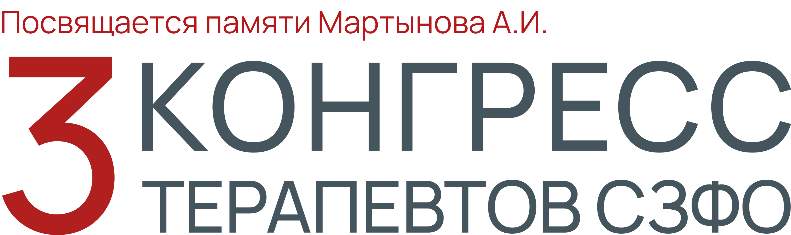 Посвящается памяти Мартынова А.И.
3 КОНГРЕСС
ТЕРАПЕВТОВ СЗФО